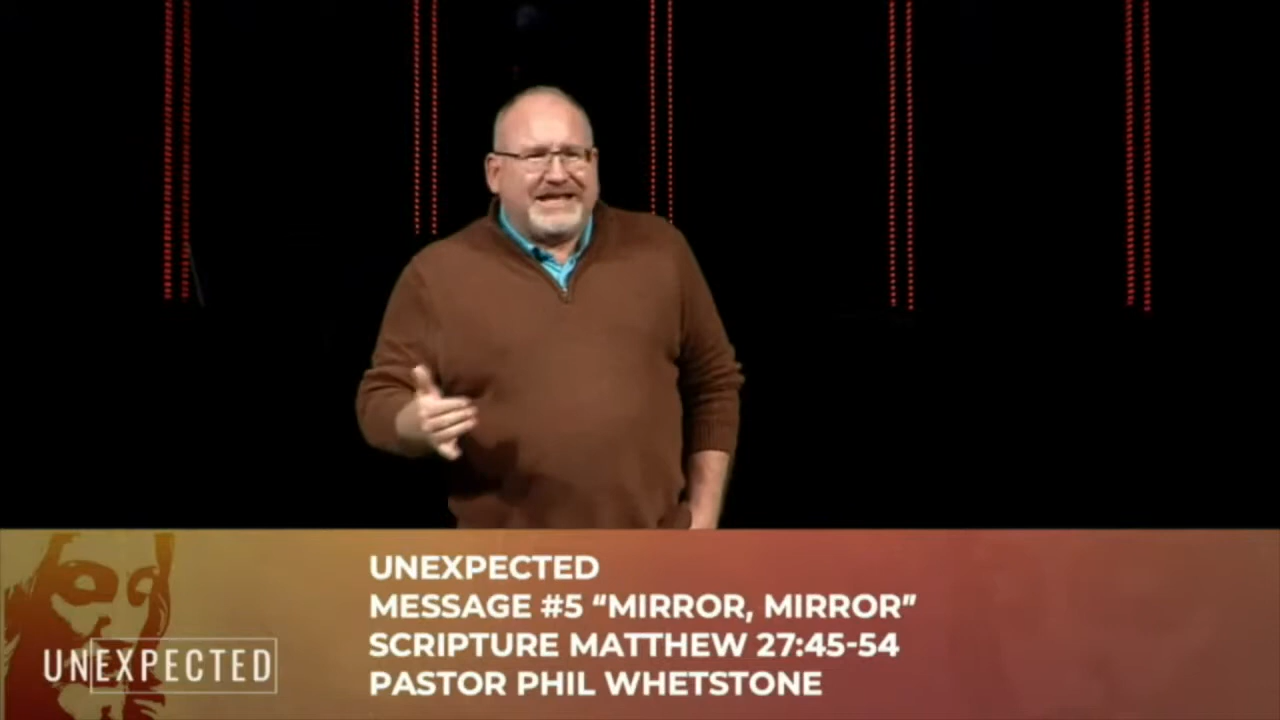 UNEXPECTED
MESSAGE #5 “MIRROR, MIRROR”
SCRIPTURE MATTHEW 27:45-54
PASTOR PHIL WHETSTONE
UNEXPECTED